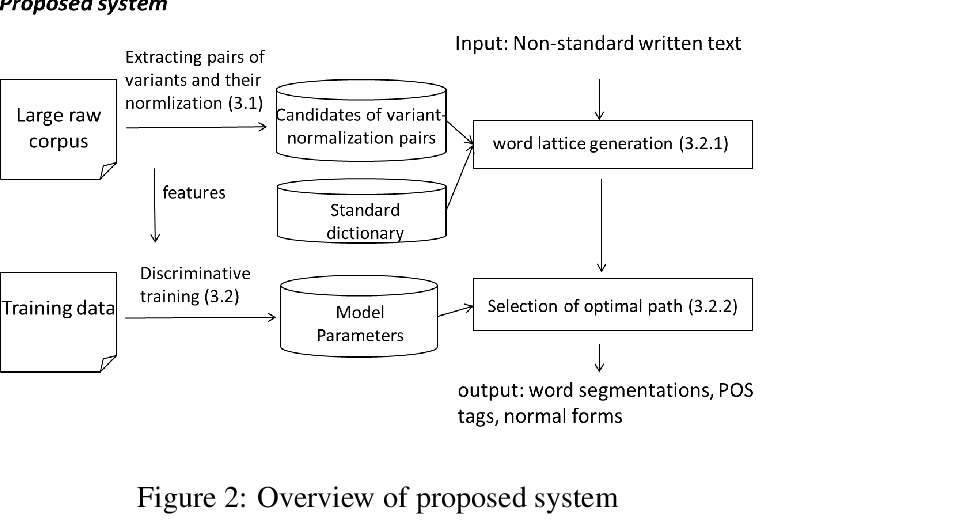 Proposed system
Input: Non-standard written text
Extracting pairs of
variants and their
normlization (3.1)
Large raw
corpus
Candidates of variant-
normalization pairs
word lattice generation (3.2.1)
features
Standard
dictionary
Discriminative
training (3.2)
Training data
Model
Parameters
Selection of optimal path (3.2.2)
output: word segmentations, POS
tags, normal forms
Figure 2: Overview of proposed system